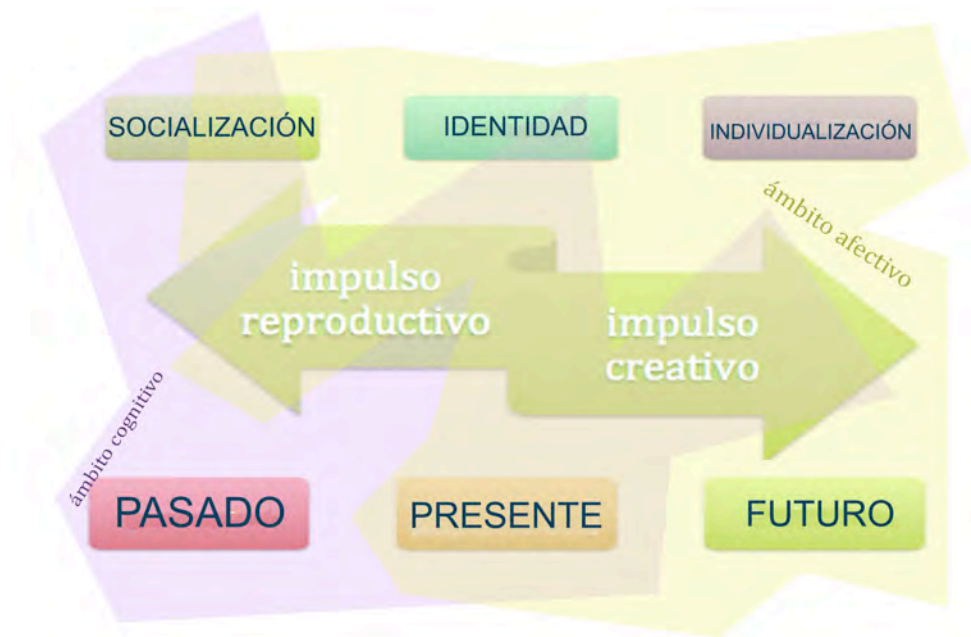 SOCIALIZACIÓN
IDENTIDAD
INDIVIDUALIZACIÓN
ámbito afectivo
impulso
reproductivo
impulso
creativo
ámbito cognitivo
PASADO
PRESENTE
FUTURO